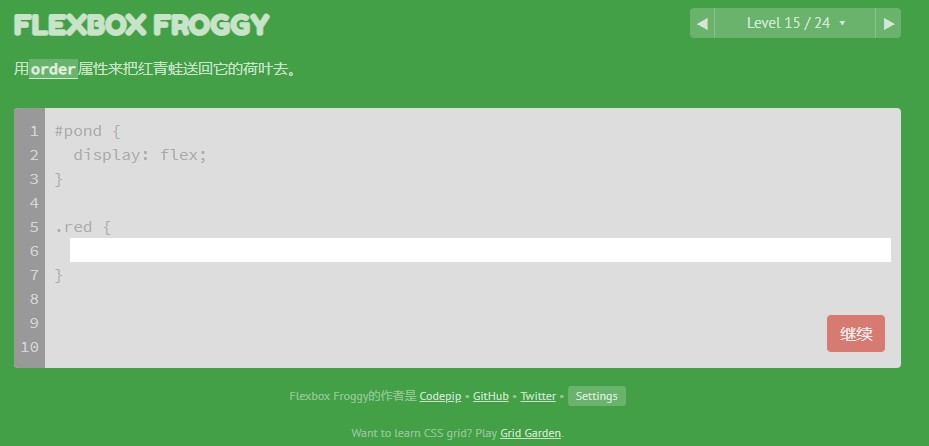 FLEXBOX FROGGY
◀ Level 15 / 24 ▼ ▶
用order属性来把红青蛙送回它的荷叶去。
1 #pond {
2 display: flex;
3 }
4
5 .red {
6
7 }
8
9
10
继续
Flexbox Froggy的作者是 Codepip • GitHub • Twitter • Settings
Want to learn CSS grid? Play Grid Garden.